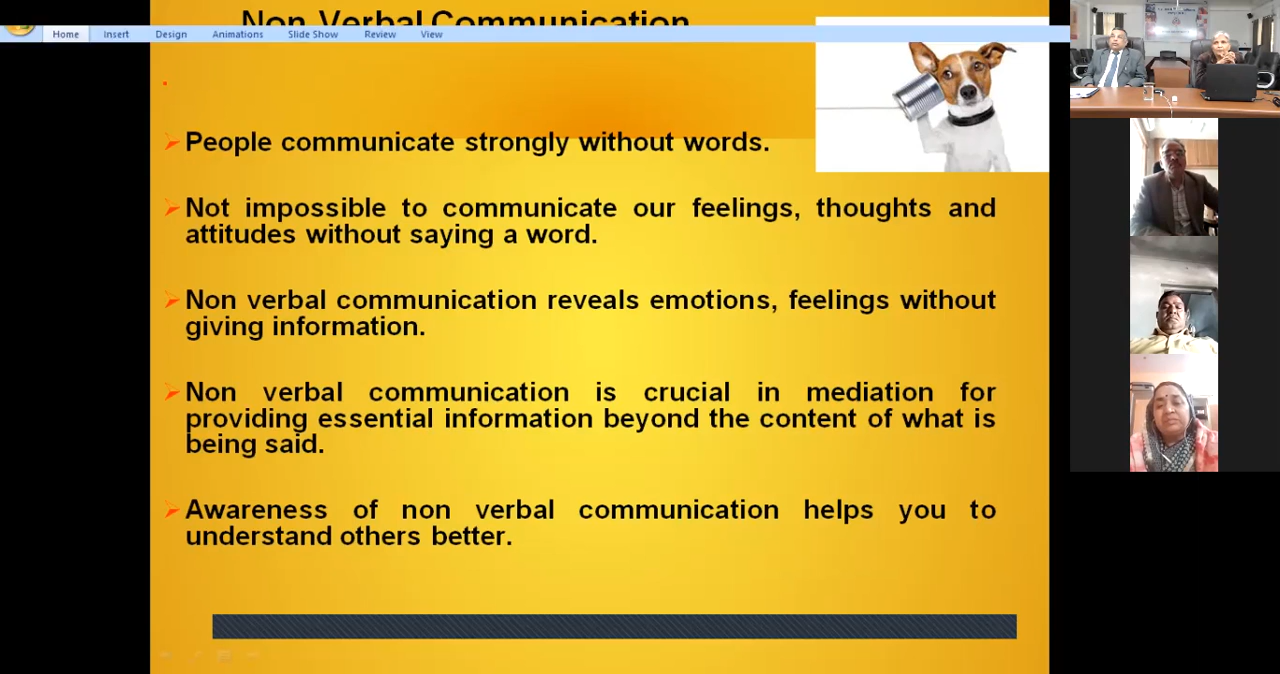 Non Verbal Communication
Home Insert Design Animations Slide Show Review View
People communicate strongly without words.
Not impossible to communicate our feelings, thoughts and
attitudes without saying a word.
Non verbal communication reveals emotions, feelings without
giving information.
Non verbal communication is crucial in mediation for
providing essential information beyond the content of what is
being said.
Awareness of non verbal communication helps you to
understand others better.